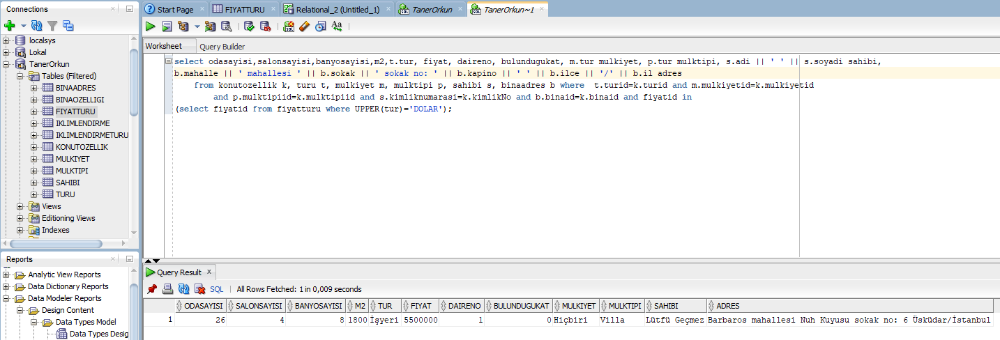 Connections
Start Page
FIYATTURU
Relational_2 (Untitled_1)
TanerOrkun
TanerOrkun~1
localsys
Lokal
TanerOrkun
Tables (Filtered)
BINAADRES
BINAOZELLIGI
FIYATTURU
IKLIMLENDIRME
IKLIMLENDIRMETURU
KONUTOZELLIK
MULKIYET
MULKTIPI
SAHIBI
TURU
Views
Editioning Views
Indexes
Worksheet
Query Builder
select odasayisi,salonsayisi,banyosayisi,m2,t.tur, fiyat, daireno, bulundugukat, m.tur mulkiyet, p.tur mulktipi, s.adi || ' ' || s.soyadi sahibi,
b.mahalle || ' mahallesi ' || b.sokak || ' sokak no: ' || b.kapino || ' ' || b.ilce || '/' || b.il adres
from konutozellik k, turu t, mulkiyet m, mulktipi p, sahibi s, binaadres b where  t.turid=k.turid and m.mulkiyetid=k.mulkiyetid
and p.mulktipiid=k.mulktipiid and s.kimliknumarasi=k.kimlikNo and b.binaid=k.binaid and fiyatid in
(select fiyatid from fiyatturu where UPPER(tur)='DOLAR');
Reports
Analytic View Reports
Data Dictionary Reports
Data Modeler Reports
Design Content
Data Types Model
Data Types Desig
Query Result
SQL | All Rows Fetched: 1 in 0,009 seconds
ODASAYISI SALONSAYISI BANYOSAYISI M2 TUR FIYAT DAIRENO BULUNDUGUKAT MULKIYET MULKTIPI SAHIBI ADRES
1 26 4 8 1800 İşyeri 5500000 1 0 Hiçbiri Villa Lütfü Geçmez Barbaros mahallesi Nuh Kuyusu sokak no: 6 Üsküdar/İstanbul